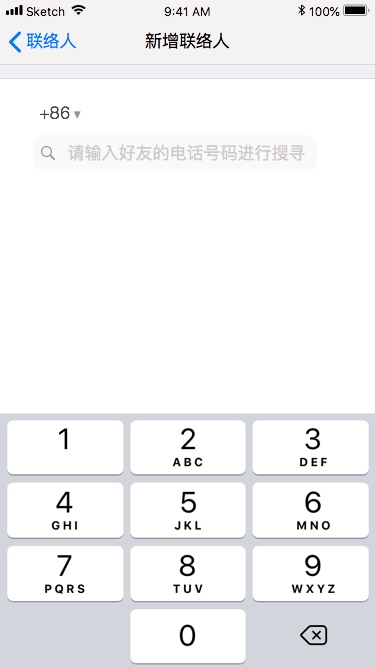 Sketch 9:41 AM 100%
联络人 新增联络人
+86 ▾
请输入好友的电话号码进行搜寻
1 2 3
ABC DEF
4 5 6
GHI JKL MNO
7 8 9
PQRS TUV WXYZ
0